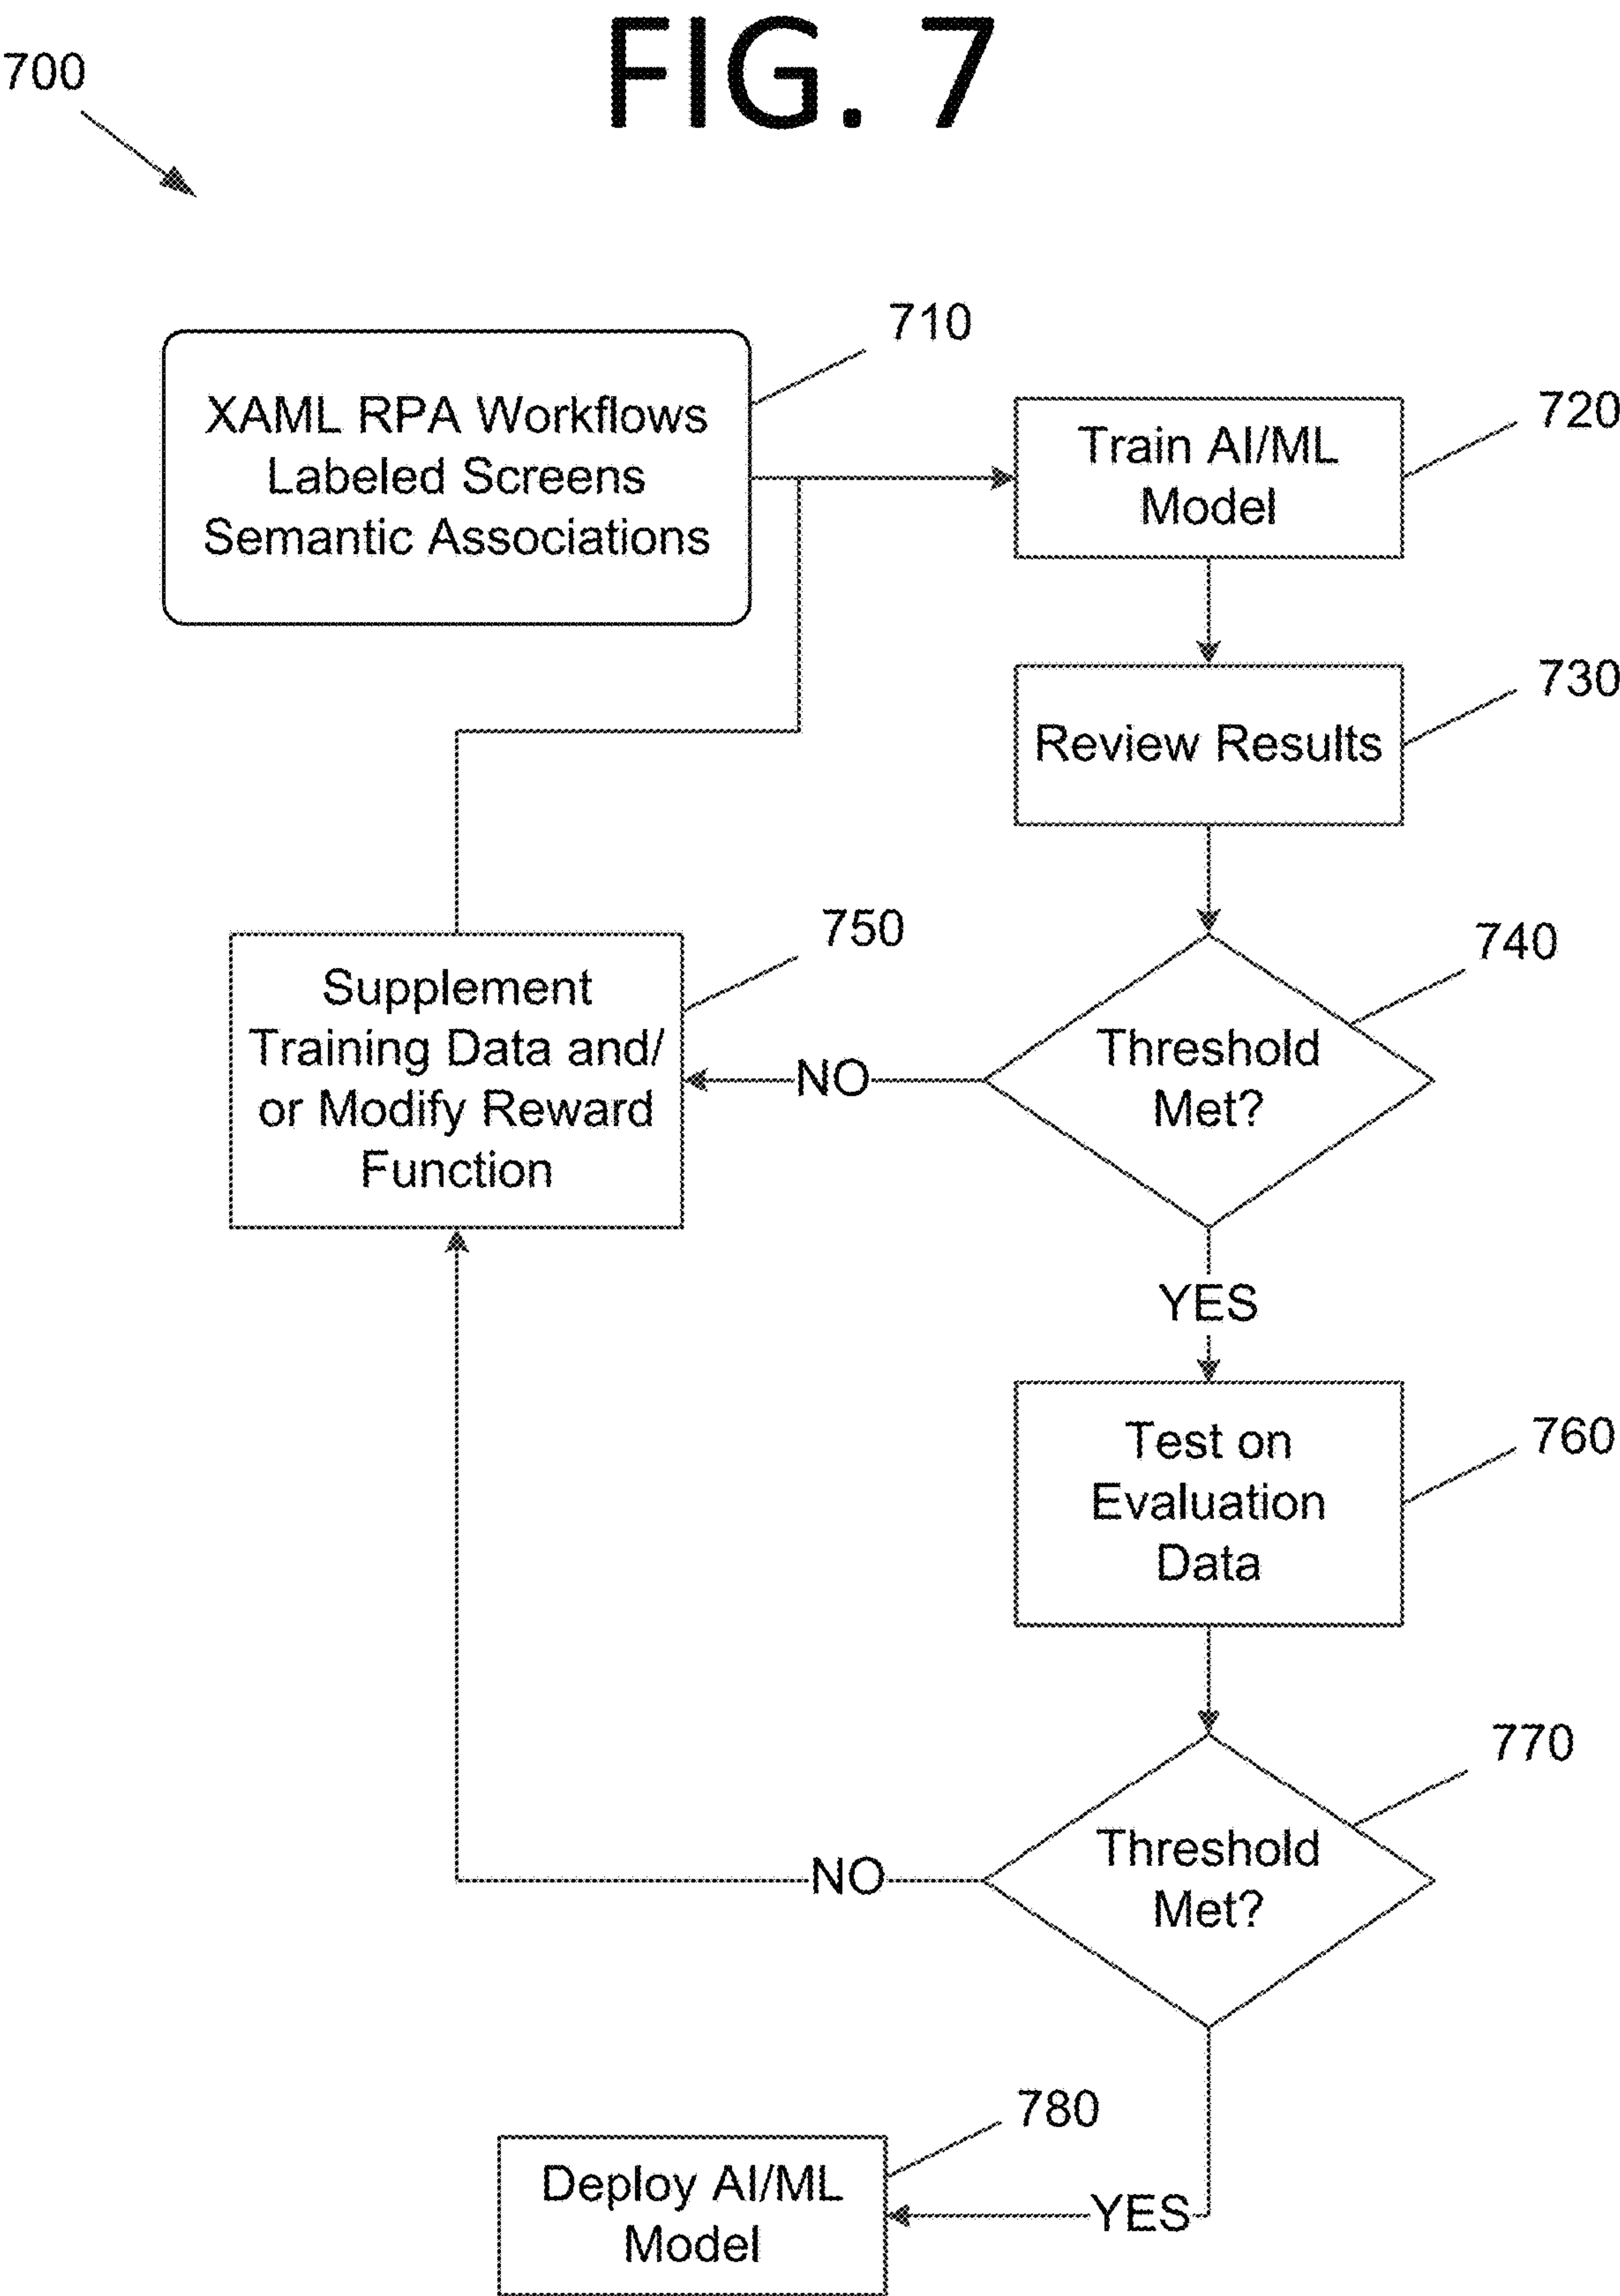 FIG. 7
700
710
XAML RPA Workflows
Labeled Screens
Semantic Associations
720
Train AI/ML
Model
730
Review Results
740
Threshold
Met?
NO
750
Supplement
Training Data and/
or Modify Reward
Function
YES
760
Test on
Evaluation
Data
770
Threshold
Met?
NO
YES
780
Deploy AI/ML
Model